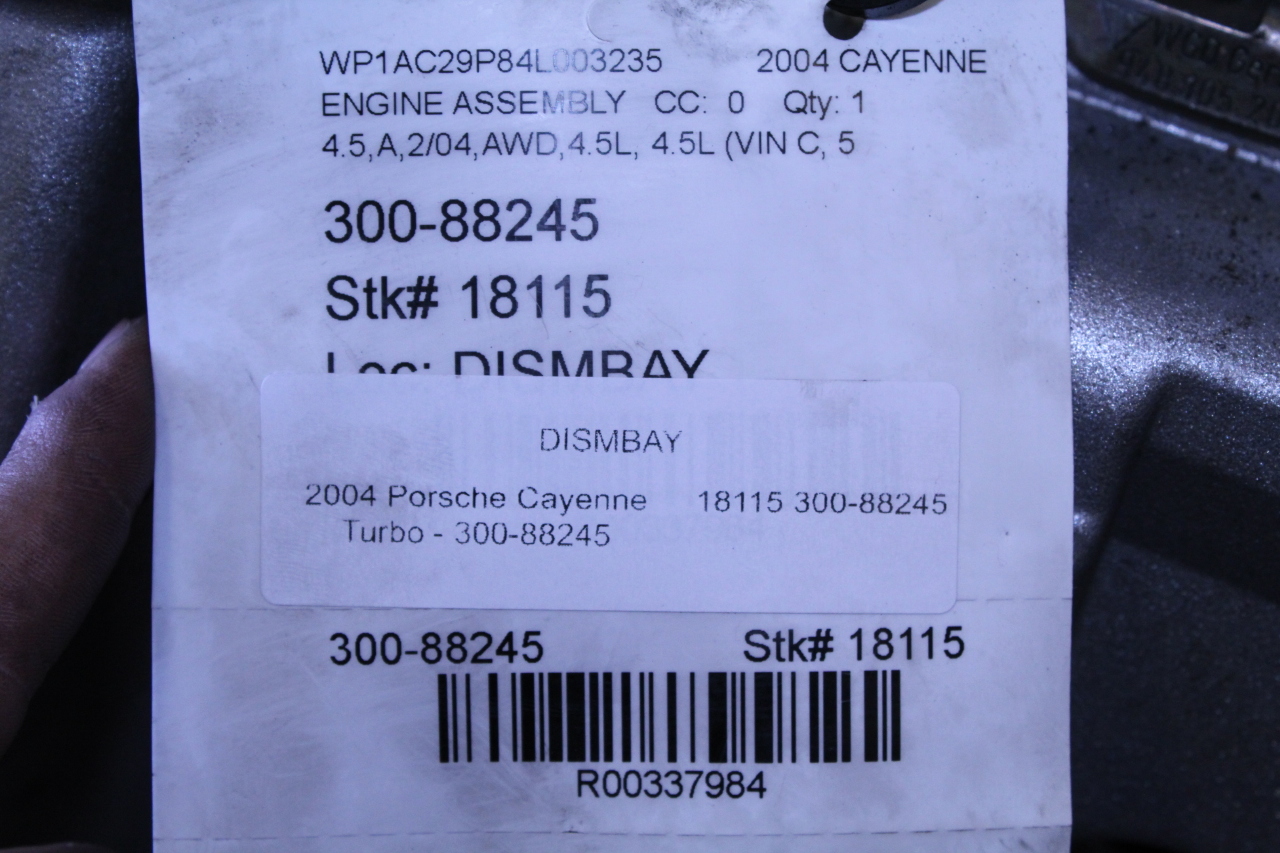 WP1AC29P84L003235 2004 CAYENNE
ENGINE ASSEMBLY CC: 0 Qty: 1
4.5,A,2/04,AWD,4.5L, 4.5L (VIN C, 5
300-88245
Stk# 18115
Loc: DISMBAY
DISMBAY
2004 Porsche Cayenne 18115 300-88245
Turbo - 300-88245
300-88245 Stk# 18115
R00337984